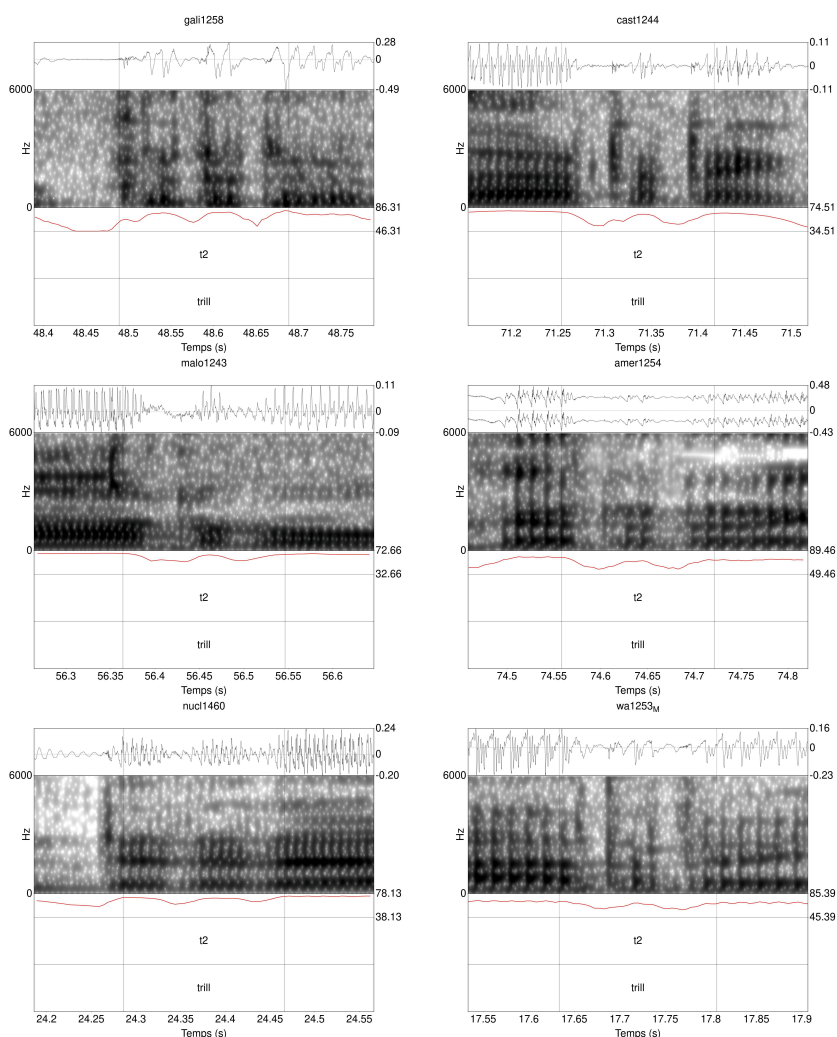 gali1258
0.28
0
-0.49
6000
Hz
0
86.31
46.31
t2
trill
48.4 48.45 48.5 48.55 48.6 48.65 48.7 48.75
Temps (s)
cast1244
0.11
0
-0.11
6000
Hz
0
74.51
34.51
t2
trill
71.2 71.25 71.3 71.35 71.4 71.45 71.5
Temps (s)
malo1243
0.11
0
-0.09
6000
Hz
0
72.66
32.66
t2
trill
56.3 56.35 56.4 56.45 56.5 56.55 56.6
Temps (s)
amer1254
0.48
0
-0.43
6000
Hz
0
89.46
49.46
t2
trill
74.5 74.55 74.6 74.65 74.7 74.75 74.8
Temps (s)
nucl1460
0.24
0
-0.20
6000
Hz
0
78.13
38.13
t2
trill
24.2 24.25 24.3 24.35 24.4 24.45 24.5 24.55
Temps (s)
wa1253M
0.16
0
-0.23
6000
Hz
0
85.39
45.39
t2
trill
17.55 17.6 17.65 17.7 17.75 17.8 17.85 17.9
Temps (s)